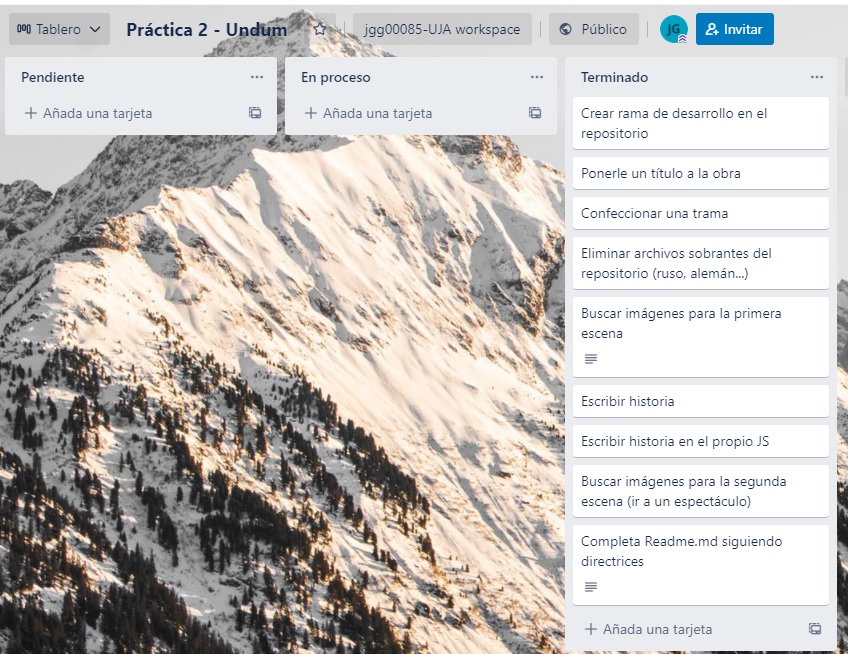 Tablero
Práctica 2 - Undum
jgg00085-UJA workspace
Público
JG
Invitar
Pendiente
Añada una tarjeta
En proceso
Añada una tarjeta
Terminado
Crear rama de desarrollo en el
repositorio
Ponerle un título a la obra
Confeccionar una trama
Eliminar archivos sobrantes del
repositorio (ruso, alemán...)
Buscar imágenes para la primera
escena
Escribir historia
Escribir historia en el propio JS
Buscar imágenes para la segunda
escena (ir a un espectáculo)
Completa Readme.md siguiendo
directrices
Añada una tarjeta